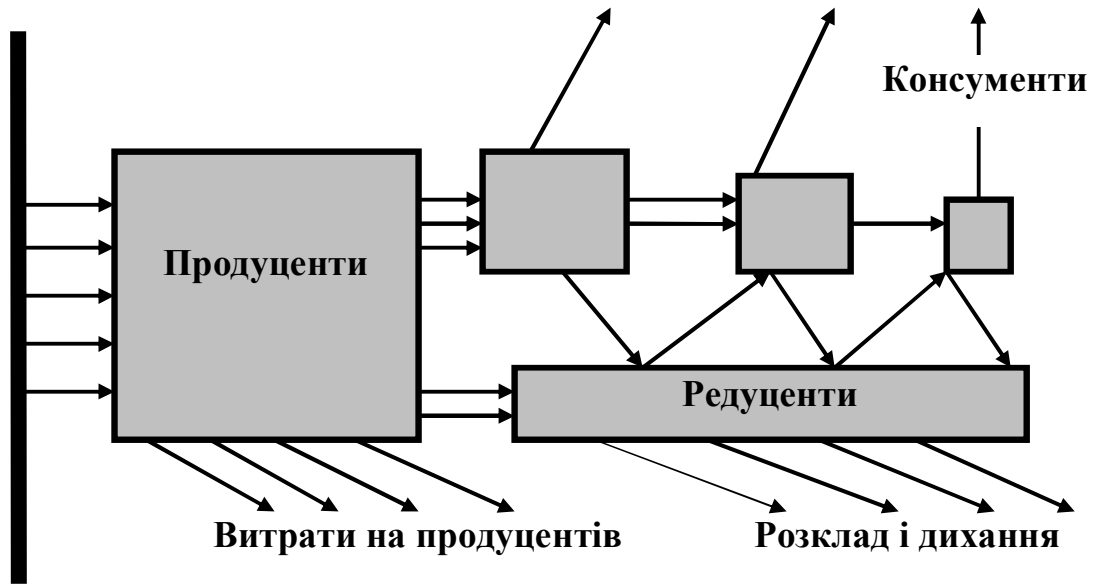 Консументи
Продуценти
Редуценти
Витрати на продуцентів
Розклад і дихання